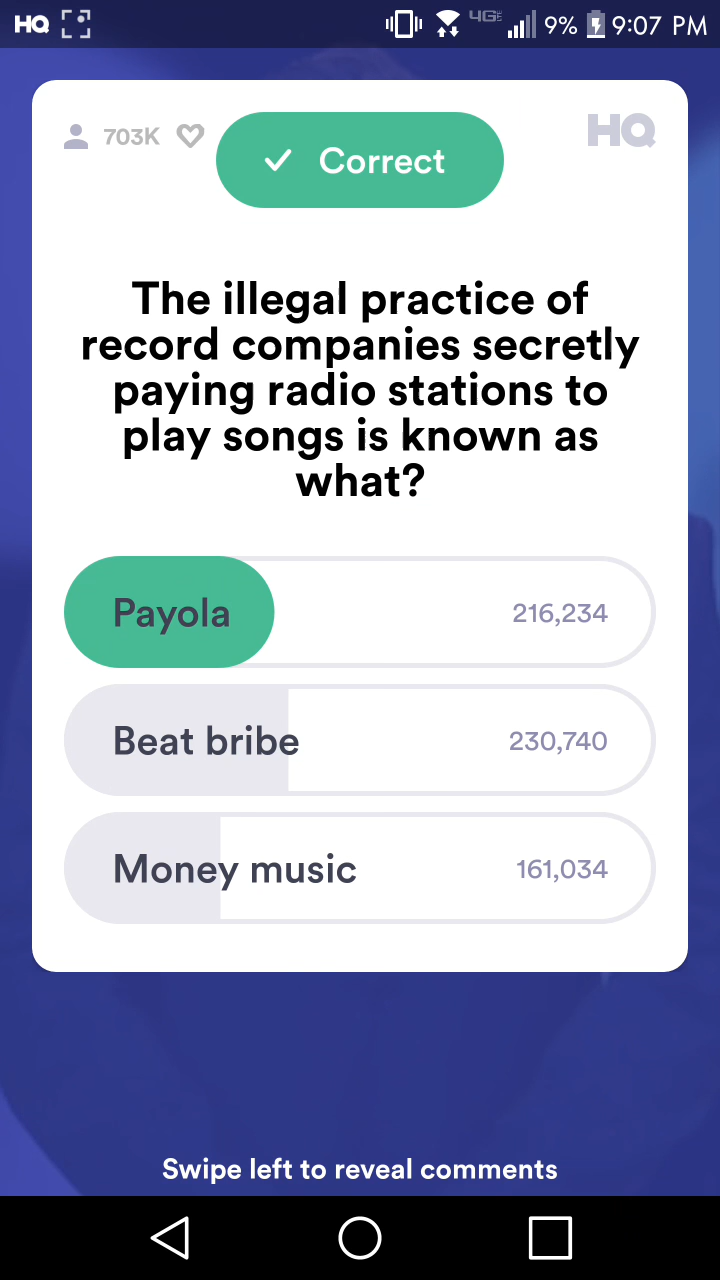 HQ 4G LTE 9% 9:07 PM
703K Correct HQ
The illegal practice of
record companies secretly
paying radio stations to
play songs is known as
what?
Payola 216,234
Beat bribe 230,740
Money music 161,034
Swipe left to reveal comments